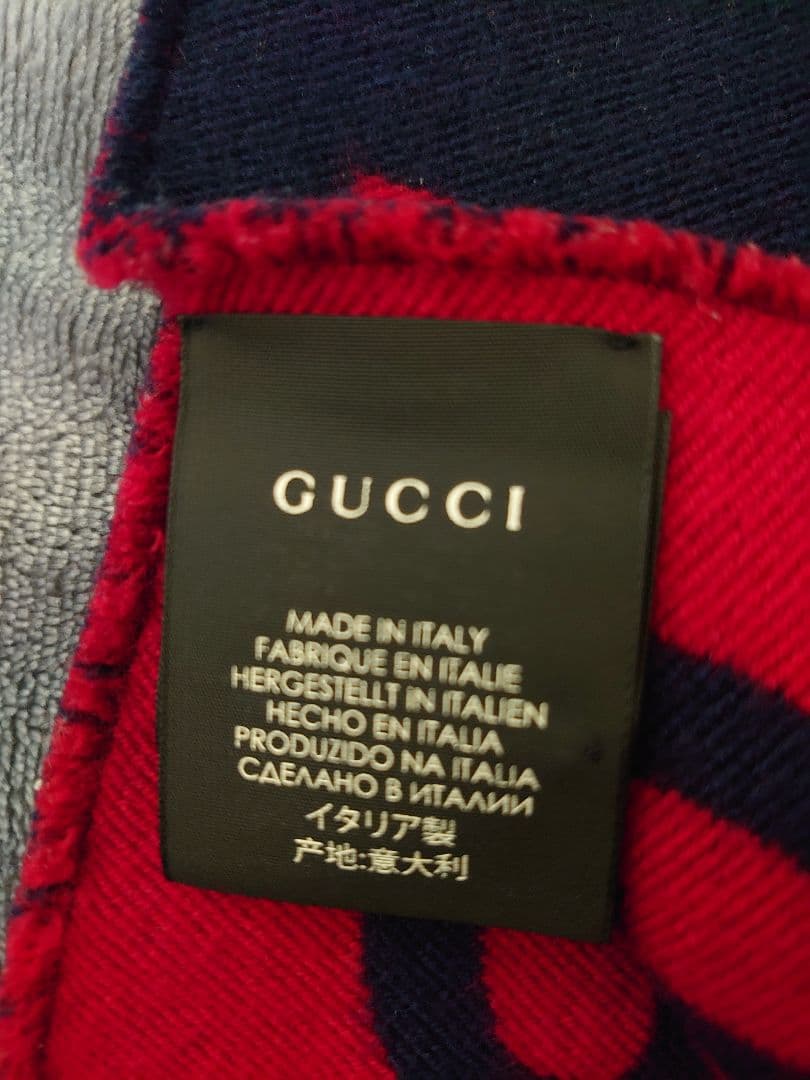 GUCCI
MADE IN ITALY
FABRIQUE EN ITALIE
HERGESTELLT IN ITALIEN
HECHO EN ITALIA
PRODUZIDO NA ITALIA
СДЕЛАНО В ИТАЛИИ
イタリア製
产地:意大利